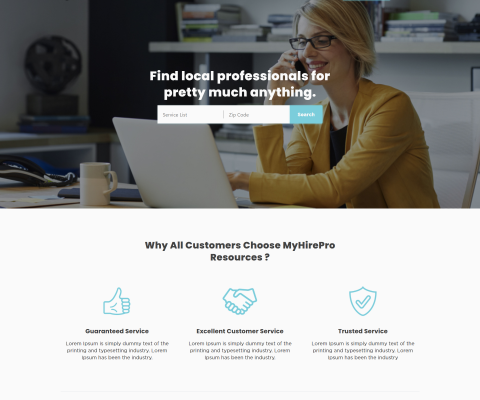 Find local professionals for
pretty much anything.
Service List
Zip Code
Search
Why All Customers Choose MyHirePro
Resources ?
Guaranteed Service
Excellent Customer Service
Trusted Service
Lorem Ipsum is simply dummy text of the
printing and typesetting industry. Lorem
Ipsum has been the industry.
Lorem Ipsum is simply dummy text of the
printing and typesetting industry. Lorem
Ipsum has been the industry.
Lorem Ipsum is simply dummy text of the
printing and typesetting industry. Lorem
Ipsum has been the industry